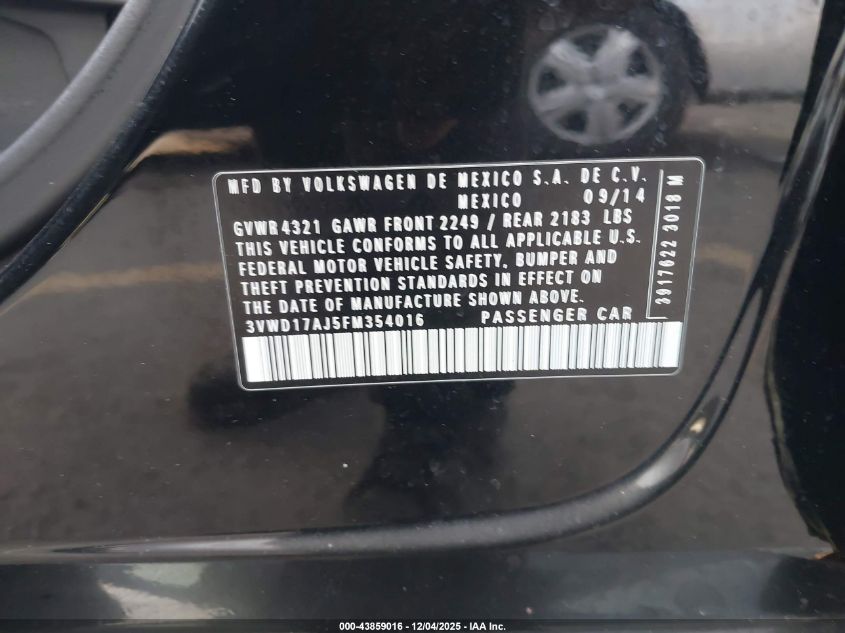 MFD BY VOLKSWAGEN DE MEXICO S.A. DE C.V.
MEXICO 09/14
GVWR 4321 GAWR FRONT 2249 / REAR 2183 LBS
THIS VEHICLE CONFORMS TO ALL APPLICABLE U.S.
FEDERAL MOTOR VEHICLE SAFETY, BUMPER AND
THEFT PREVENTION STANDARDS IN EFFECT ON
THE DATE OF MANUFACTURE SHOWN ABOVE.
3VWD17AJ5FM354016 PASSENGER CAR
3917622 3018 M
000-43859016 - 12/04/2025 - IAA Inc.